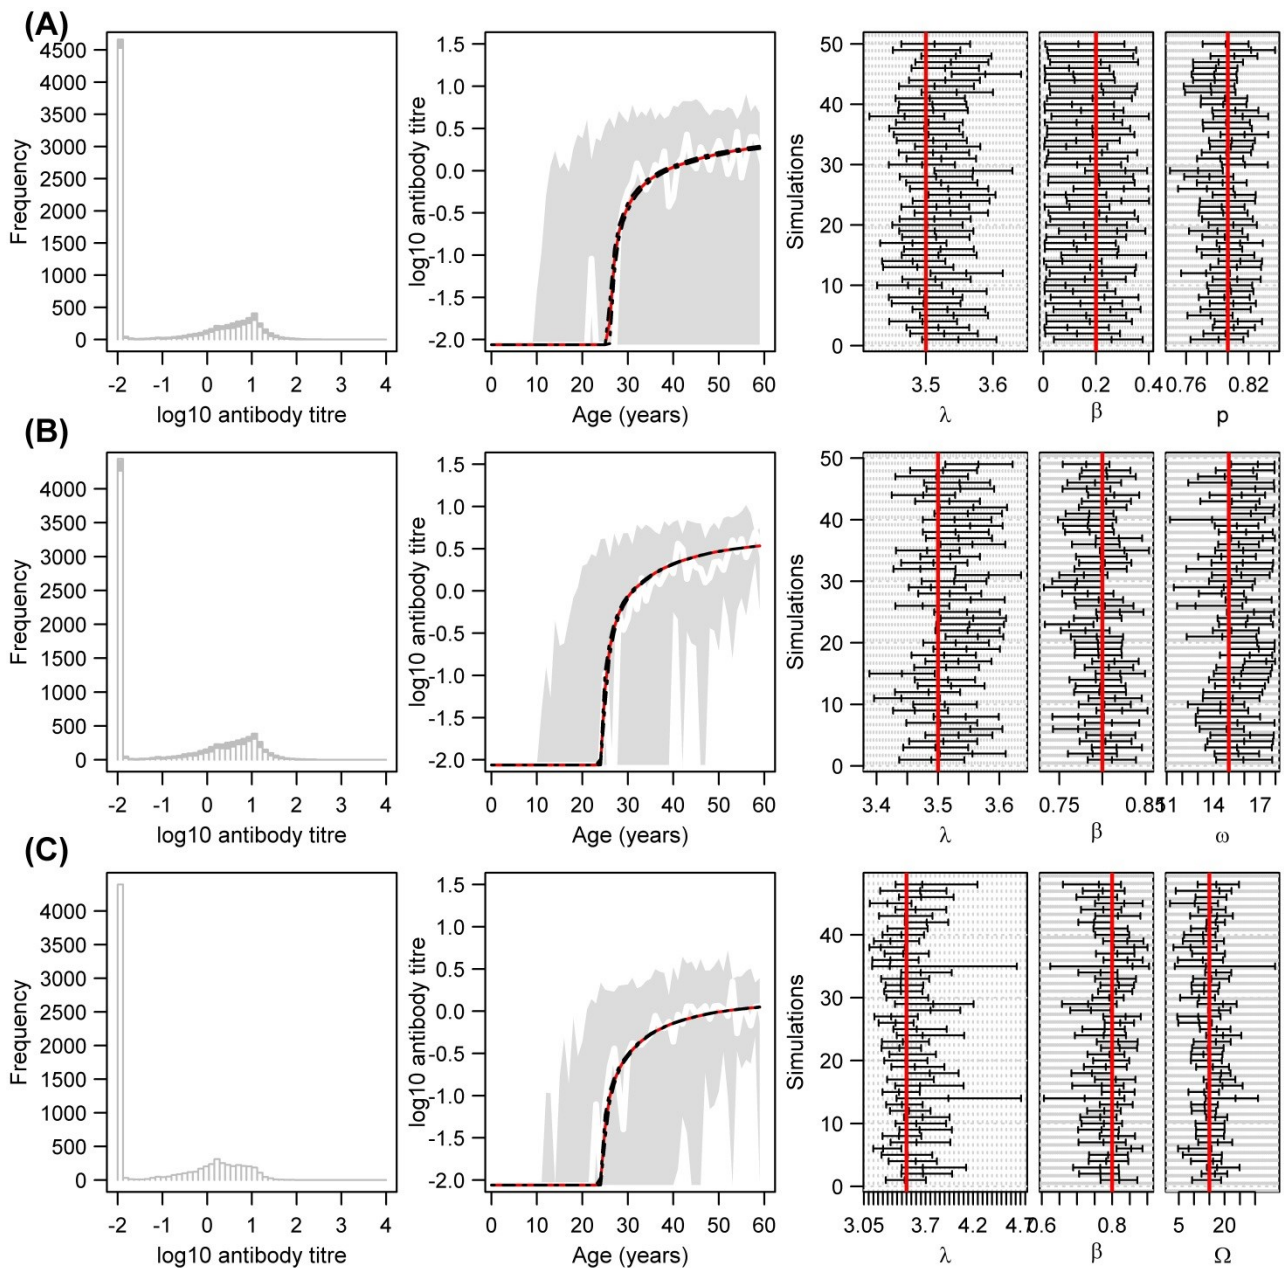 (A)
Frequency
4500
4000
3500
3000
2500
2000
1500
1000
500
0
-2 -1 0 1 2 3 4
log10 antibody titre
log10 antibody titre
1.5
1.0
0.5
0.0
-0.5
-1.0
-1.5
-2.0
0 10 20 30 40 50 60
Age (years)
Simulations
50
40
30
20
10
0
3.5 3.6
λ
0 0.2 0.4
β
0.76 0.82
p
(B)
Frequency
4000
3500
3000
2500
2000
1500
1000
500
0
-2 -1 0 1 2 3 4
log10 antibody titre
log10 antibody titre
1.5
1.0
0.5
0.0
-0.5
-1.0
-1.5
-2.0
0 10 20 30 40 50 60
Age (years)
Simulations
50
40
30
20
10
0
3.4 3.5 3.6
λ
0.75
β
14 17
ω
(C)
Frequency
4000
3500
3000
2500
2000
1500
1000
500
0
-2 -1 0 1 2 3 4
log10 antibody titre
log10 antibody titre
1.5
1.0
0.5
0.0
-0.5
-1.0
-1.5
-2.0
0 10 20 30 40 50 60
Age (years)
Simulations
40
30
20
10
0
3.05 3.7 4.2
λ
0.8
β
5 20
Ω